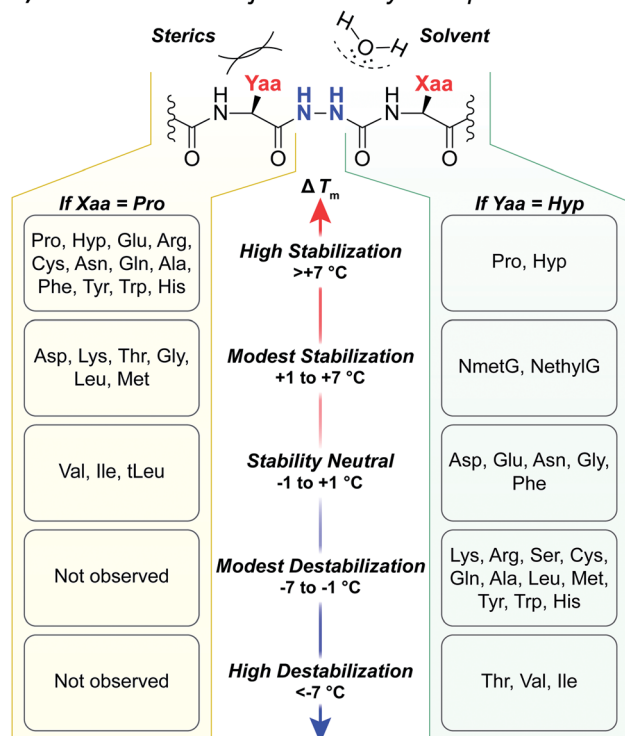 Sterics
Solvent
H
O
H
Yaa
Xaa
H
N
H
N
H
N
H
N
O
O
O
O
O
Δ Tm
If Xaa = Pro
If Yaa = Hyp
Pro, Hyp, Glu, Arg,
Cys, Asn, Gln, Ala,
Phe, Tyr, Trp, His
High Stabilization
>+7 °C
Pro, Hyp
Asp, Lys, Thr, Gly,
Leu, Met
Modest Stabilization
+1 to +7 °C
NmetG, NethylG
Val, Ile, tLeu
Stability Neutral
-1 to +1 °C
Asp, Glu, Asn, Gly,
Phe
Not observed
Modest Destabilization
-7 to -1 °C
Lys, Arg, Ser, Cys,
Gln, Ala, Leu, Met,
Tyr, Trp, His
Not observed
High Destabilization
<-7 °C
Thr, Val, Ile